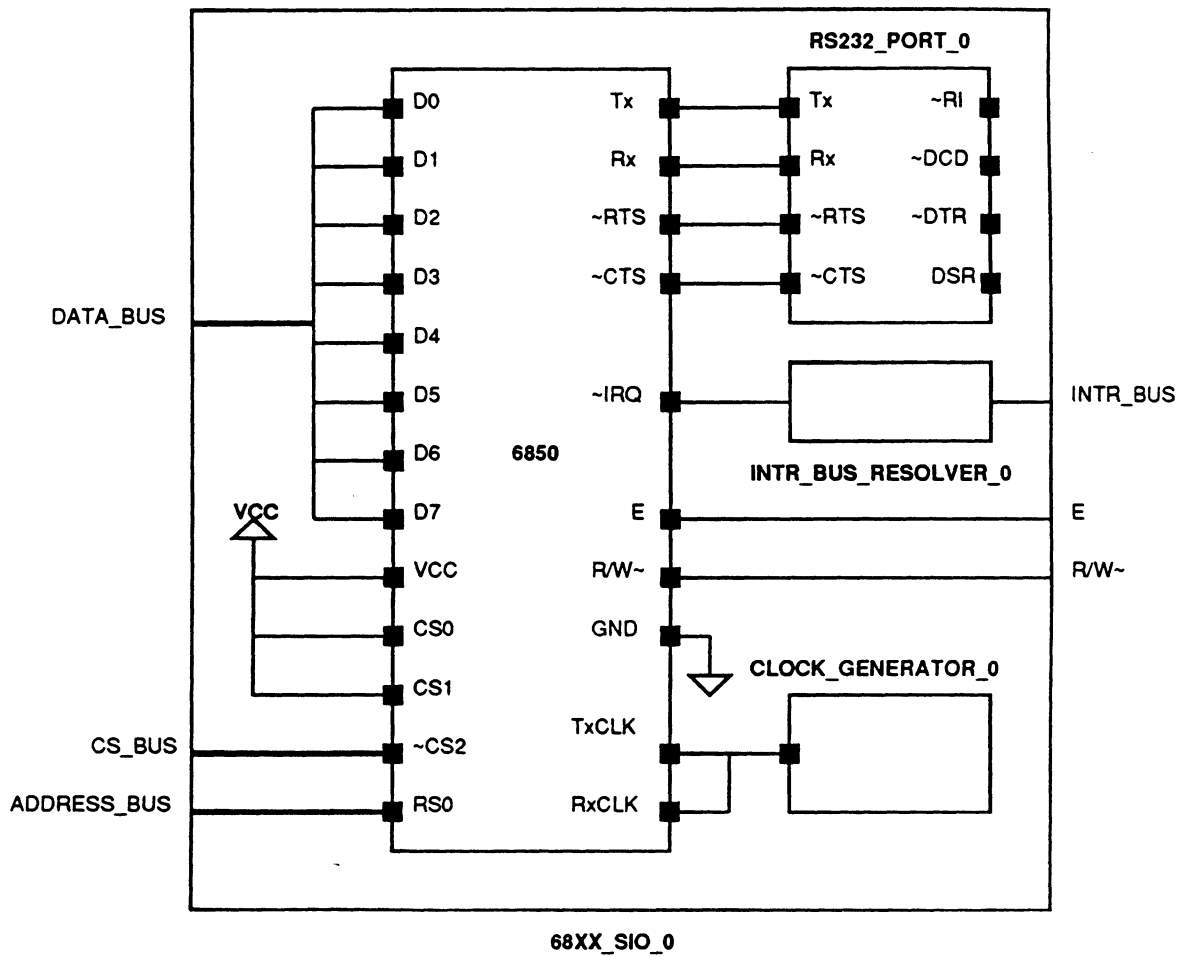 RS232_PORT_0
D0 Tx Tx ~RI
D1 Rx Rx ~DCD
D2 ~RTS ~RTS ~DTR
D3 ~CTS ~CTS DSR
DATA_BUS
D4
D5 ~IRQ INTR_BUS
D6 6850 INTR_BUS_RESOLVER_0
VCC D7 E E
VCC R/W~ R/W~
CS0 GND
CS1 CLOCK_GENERATOR_0
TxCLK
CS_BUS ~CS2
ADDRESS_BUS RS0 RxCLK
68XX_SIO_0